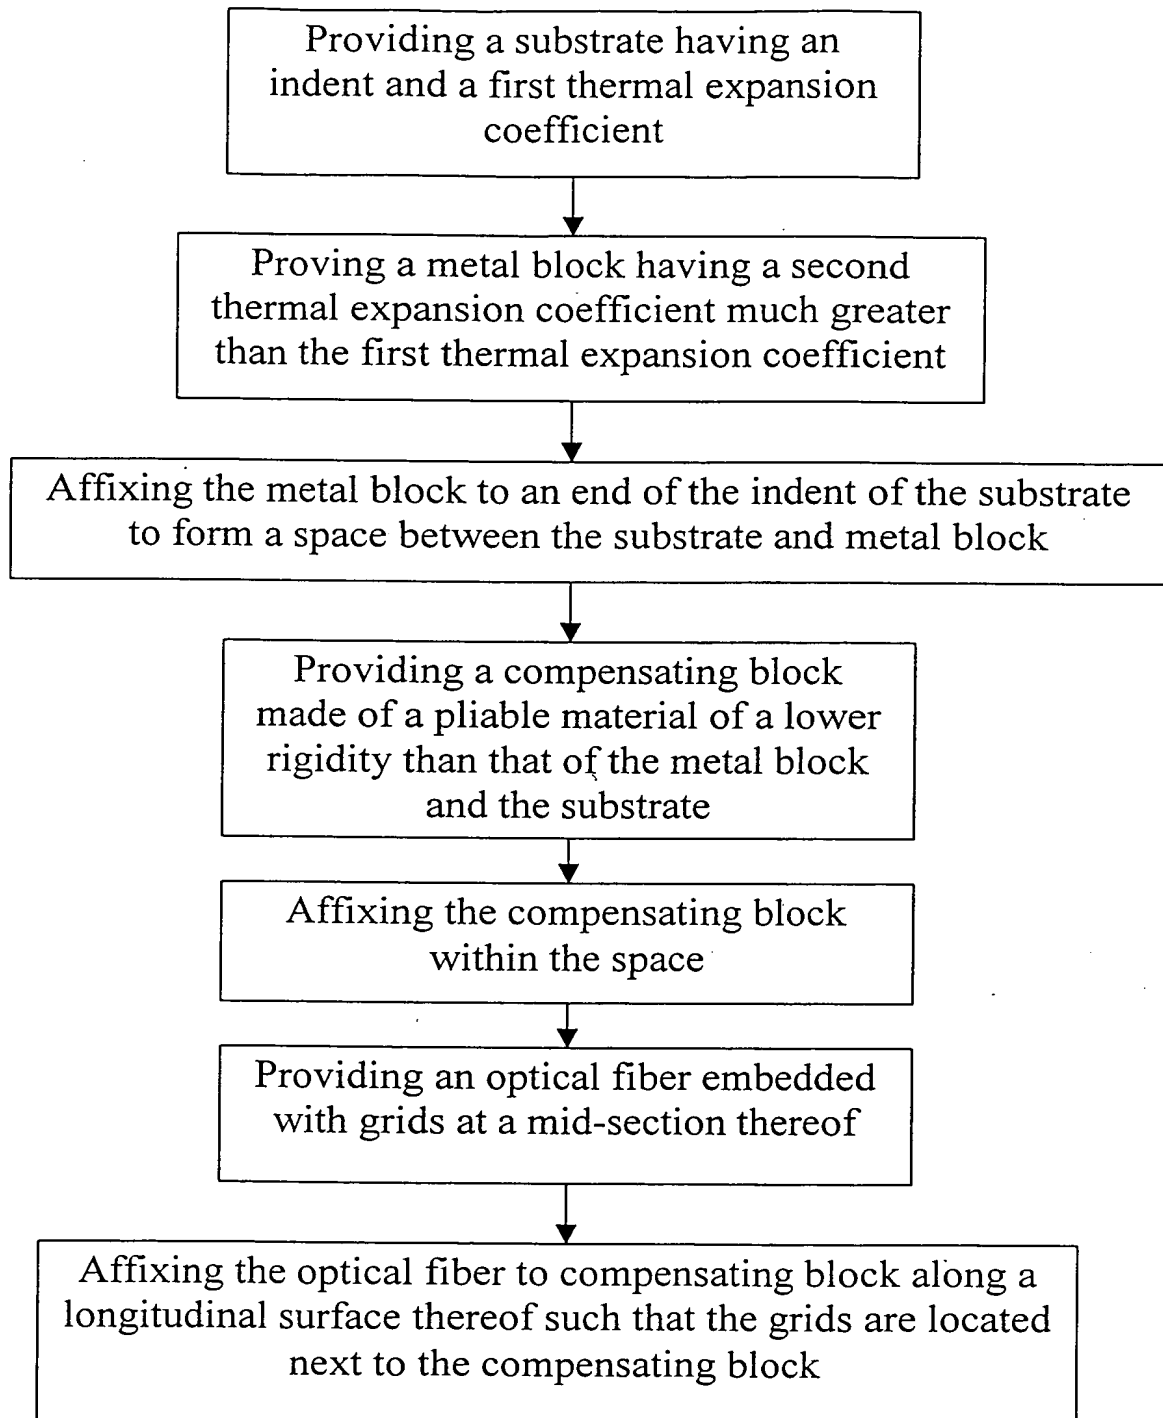 Providing a substrate having an
indent and a first thermal expansion
coefficient
Proving a metal block having a second
thermal expansion coefficient much greater
than the first thermal expansion coefficient
Affixing the metal block to an end of the indent of the substrate
to form a space between the substrate and metal block
Providing a compensating block
made of a pliable material of a lower
rigidity than that of the metal block
and the substrate
Affixing the compensating block
within the space
Providing an optical fiber embedded
with grids at a mid-section thereof
Affixing the optical fiber to compensating block along a
longitudinal surface thereof such that the grids are located
next to the compensating block